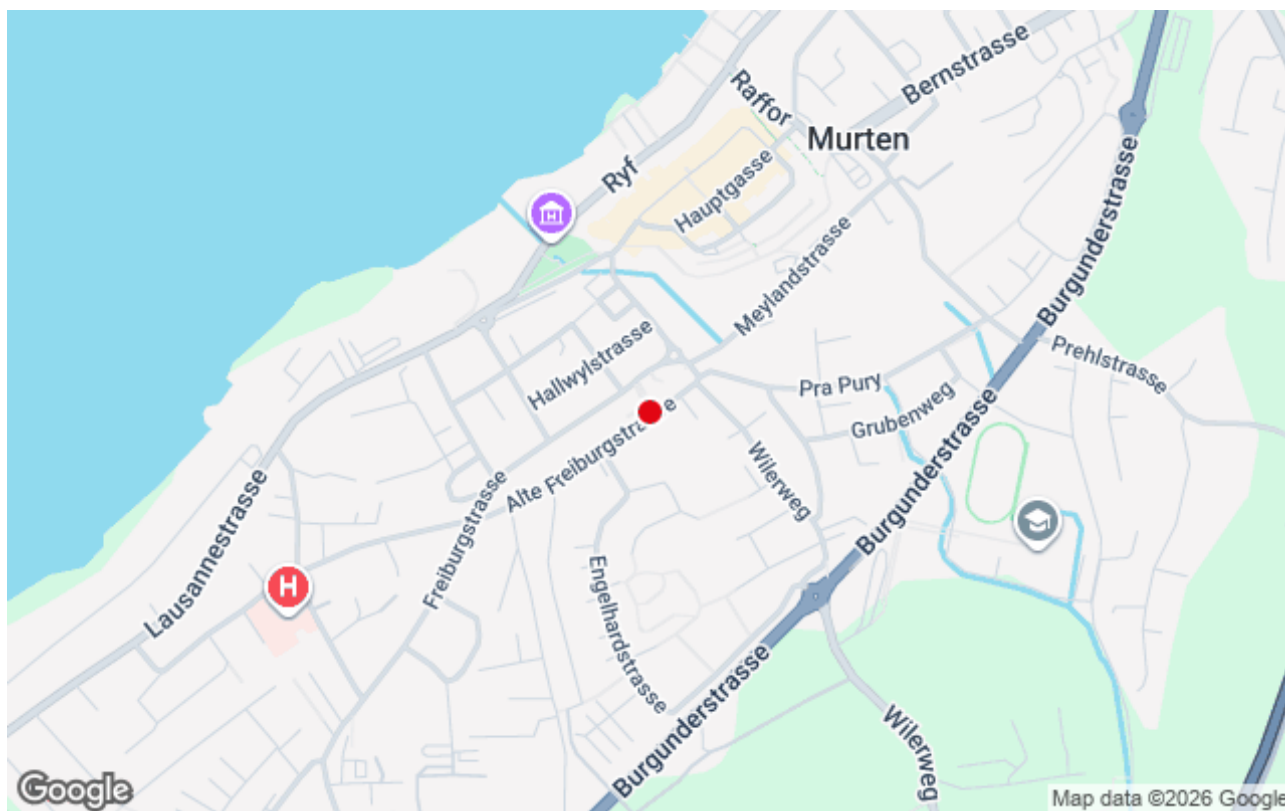 Bernstrasse
Raffor
Murten
Ryf
Hauptgasse
Burgunderstrasse
Meylandstrasse
Hallwylstrasse
Prehlstrasse
Pra Pury
Grubenweg
Alte Freiburgstrasse
Wilerweg
Burgunderstrasse
Lausannestrasse
Freiburgstrasse
H
Engelhardstrasse
Burgunderstrasse
Wilerweg
Google
Map data ©2026 Google